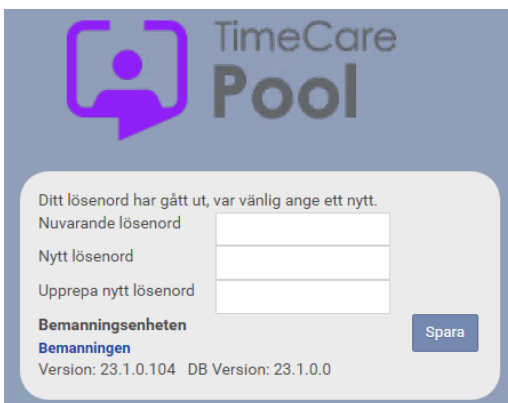 TimeCare
Pool
Ditt lösenord har gått ut, var vänlig ange ett nytt.
Nuvarande lösenord
Nytt lösenord
Upprepa nytt lösenord
Bemanningsenheten
Spara
Bemanningen
Version: 23.1.0.104 DB Version: 23.1.0.0